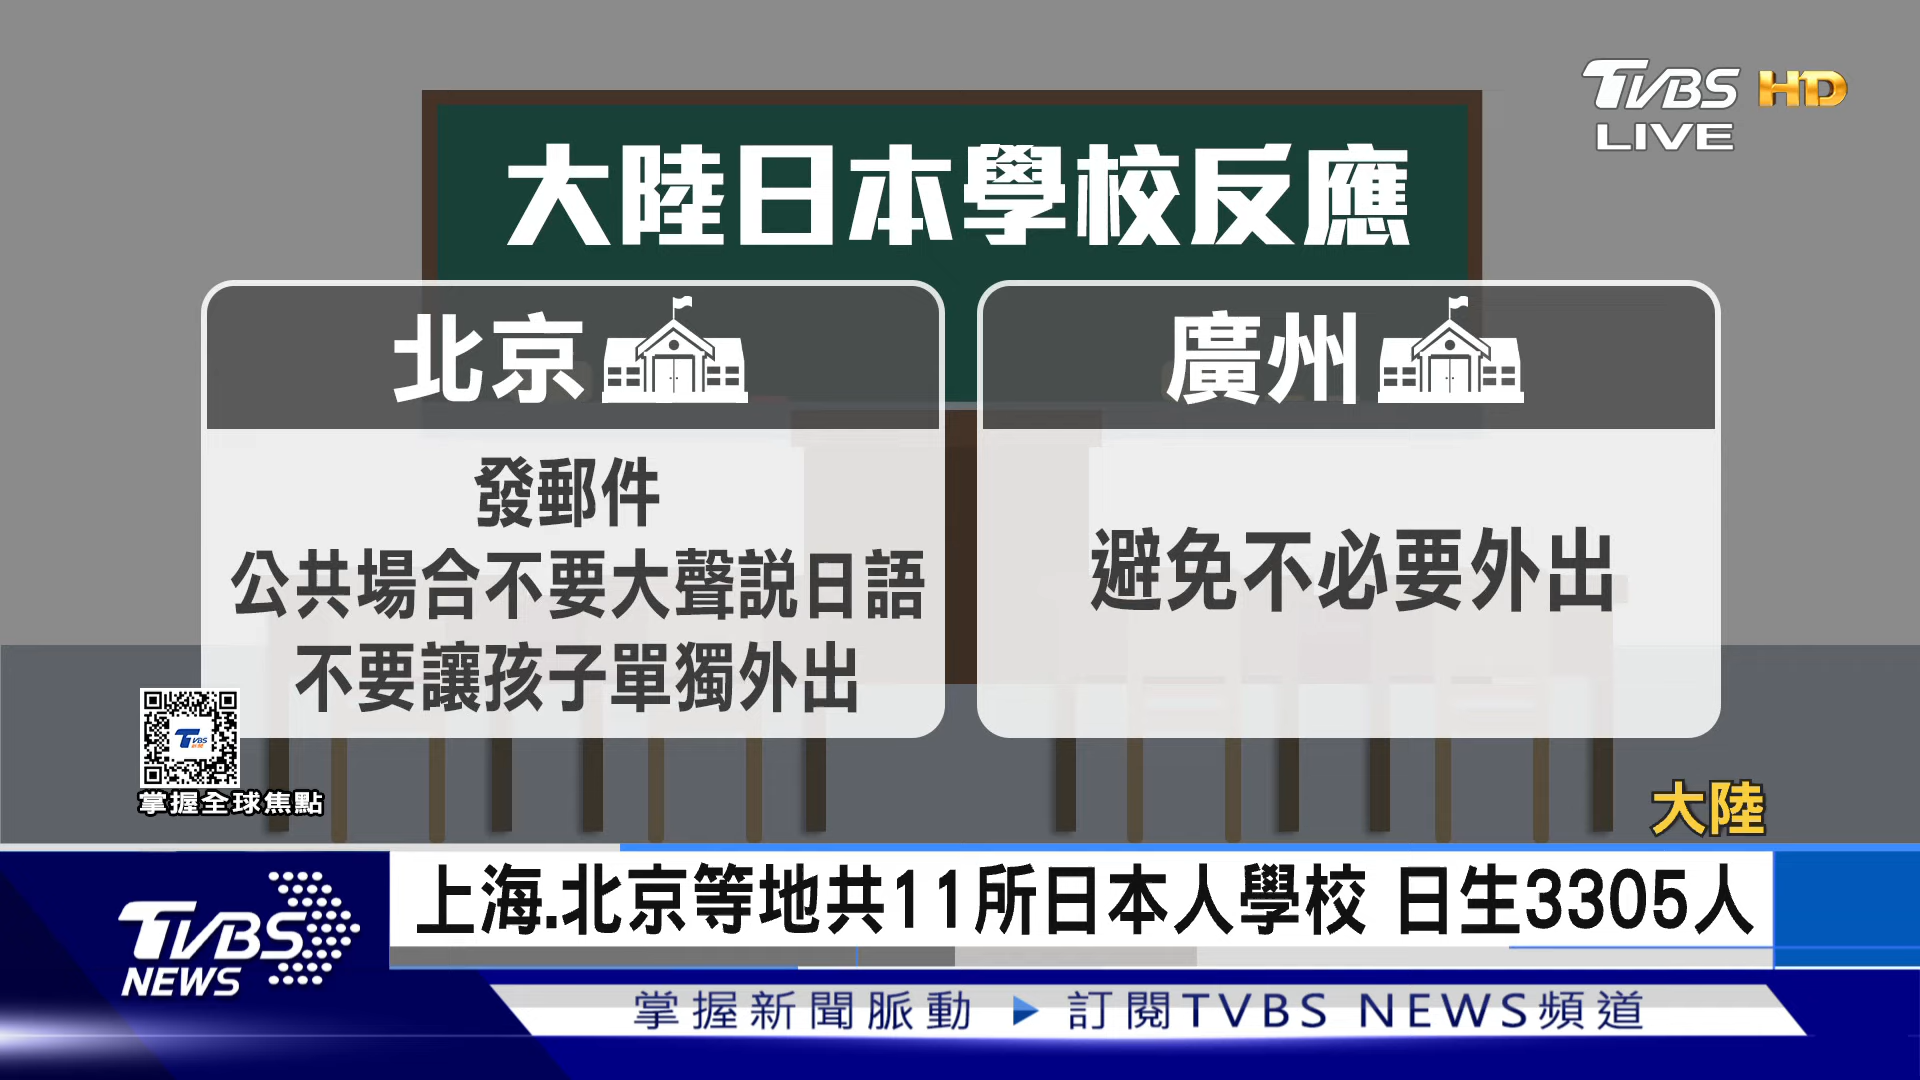 TVBS HD
LIVE
大陸日本學校反應
北京
發郵件
公共場合不要大聲說日語
不要讓孩子單獨外出
廣州
避免不必要外出
TVBS
新聞
掌握全球焦點
大陸
上海.北京等地共11所日本人學校 日生3305人
TVBS
NEWS
掌握新聞脈動 ▶ 訂閱TVBS NEWS頻道